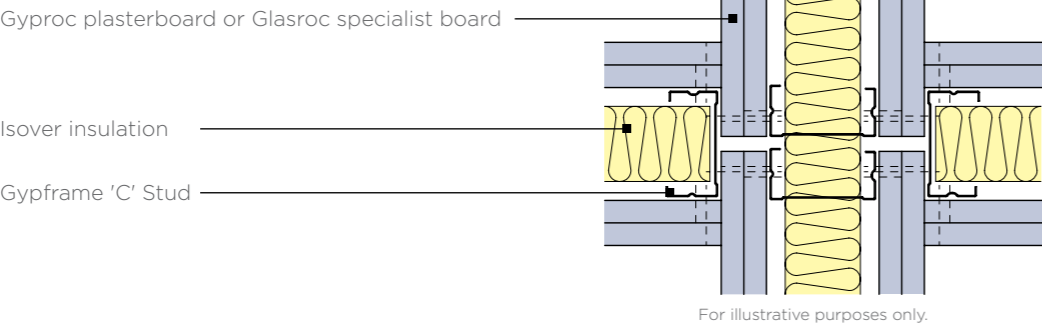 Gyproc plasterboard or Glasroc specialist board
Isover insulation
Gypframe 'C' Stud
For illustrative purposes only.